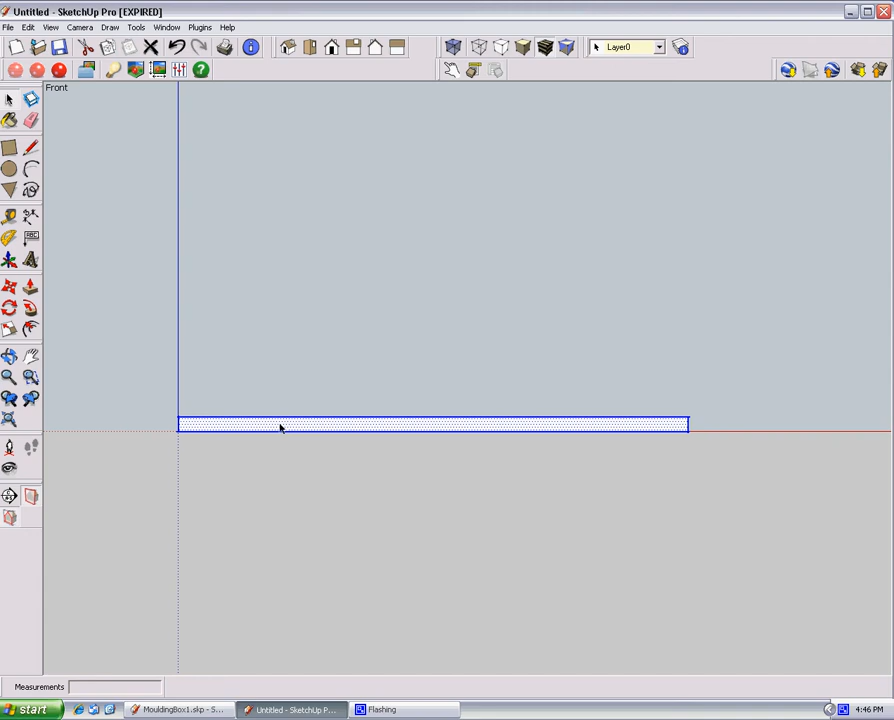 Untitled - SketchUp Pro [EXPIRED]
File Edit View Camera Draw Tools Window Plugins Help
Layer0
Front
ABC
Measurements
start
MouldingBox1.skp - S...
Untitled - SketchUp P...
Flashing
4:46 PM